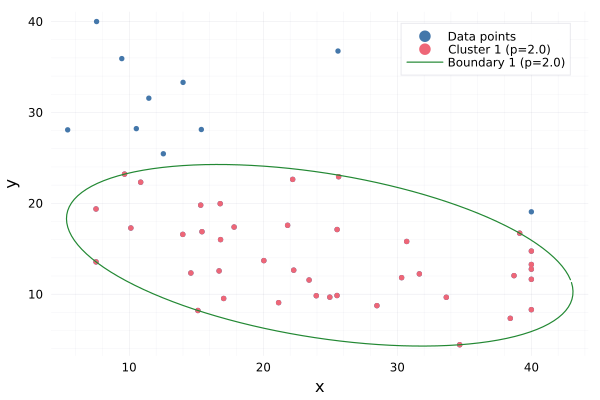 40
Data points
Cluster 1 (p=2.0)
Boundary 1 (p=2.0)
30
y
20
10
10 20 30 40
x